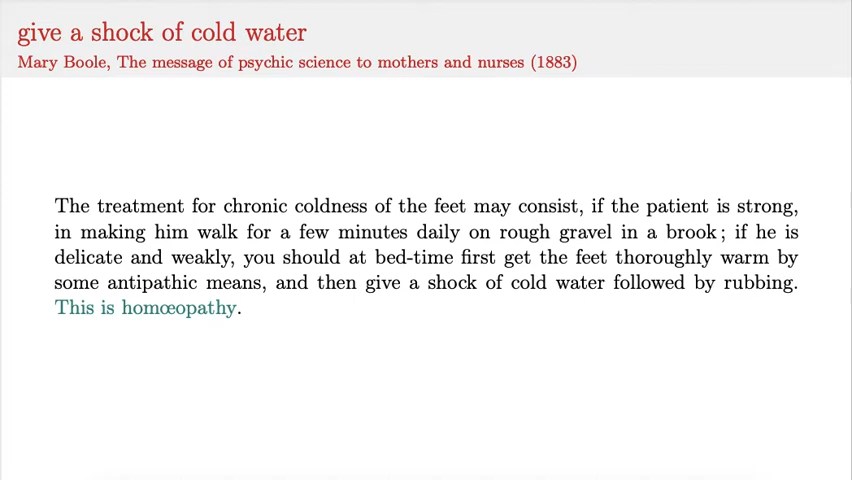 give a shock of cold water
Mary Boole, The message of psychic science to mothers and nurses (1883)
The treatment for chronic coldness of the feet may consist, if the patient is strong,
in making him walk for a few minutes daily on rough gravel in a brook; if he is
delicate and weakly, you should at bed-time first get the feet thoroughly warm by
some antipathic means, and then give a shock of cold water followed by rubbing.
This is homœopathy.